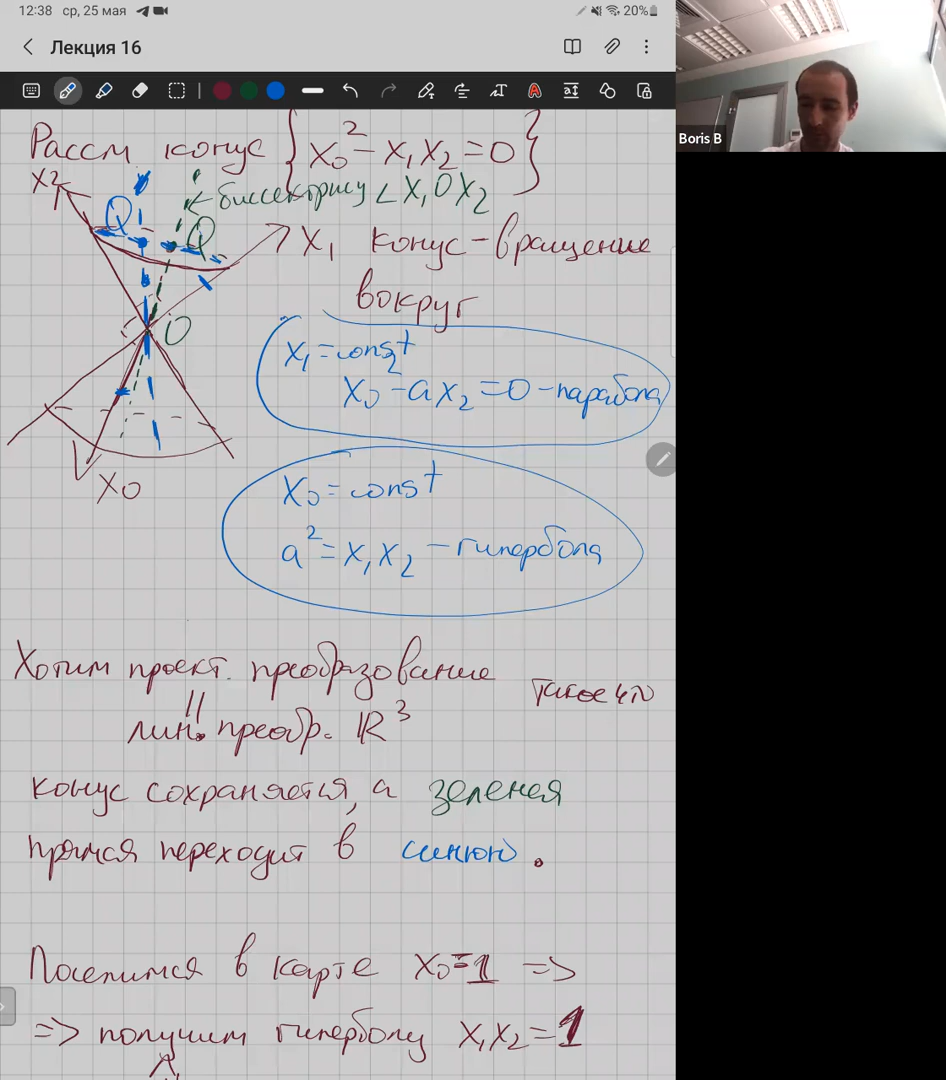 12:38 ср, 25 мая
20%
Лекция 16
Boris B
Рассм конус {x₀² - x₁x₂ = 0}
биссектрису ∠ x₁Ox₂
x₂
Q
Q
x₁ конус - вращение
вокруг
O
x₁ = const
x₀² - ax₂ = 0 - парабола
x₀
x₀ = const
a² = x₁x₂ - гипербола
Хотим проект. преобразование такое что
||
лин. преобр. ℝ³
конус сохраняется, а зеленая
прямая переходит в синюю.
Поселимся в карте x₀ = 1 =>
=> получим гиперболу x₁x₂ = 1